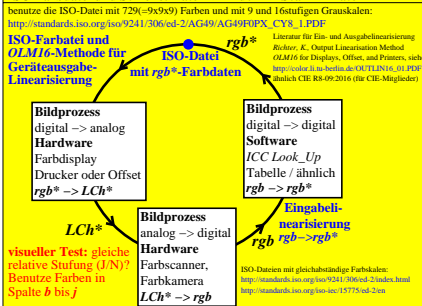 benutze die ISO-Datei mit 729(=9x9x9) Farben und mit 9 und 16stufigen Grauskalen:
http://standards.iso.org/iso/9241/306/ed-2/AG49/AG49F0PX_CY8_1.PDF
ISO-Farbatei und
OLM16-Methode für
Geräteausgabe-
Linearisierung
rgb*
ISO-Datei
mit rgb*-Farbdaten
Literatur für Ein- und Ausgabelinearisierung
Richter, K., Output Linearisation Method
OLM16 for Displays, Offset, and Printers, sieh
http://color.li.tu-berlin.de/OUTLIN16_01.PDF
ähnlich CIE R8-09:2016 (für CIE-Mitglieder)
Bildprozess
digital -> analog
Hardware
Farbdisplay
Drucker oder Offset
rgb* -> LCh*
Bildprozess
digital -> digital
Software
ICC Look_Up
Tabelle / ähnlich
rgb -> rgb*
LCh*
Bildprozess
analog -> digital
Hardware
Farbscanner,
Farbkamera
LCh* -> rgb
rgb
Eingabeli-
nearisierung
rgb->rgb*
visueller Test: gleiche
relative Stufung (J/N)?
Benutze Farben in
Spalte b bis j
ISO-Dateien mit gleichabständige Farbskalen:
http://standards.iso.org/iso/9241/306/ed-2/index.html
http://standards.iso.org/iso-iec/15775/ed-2/en